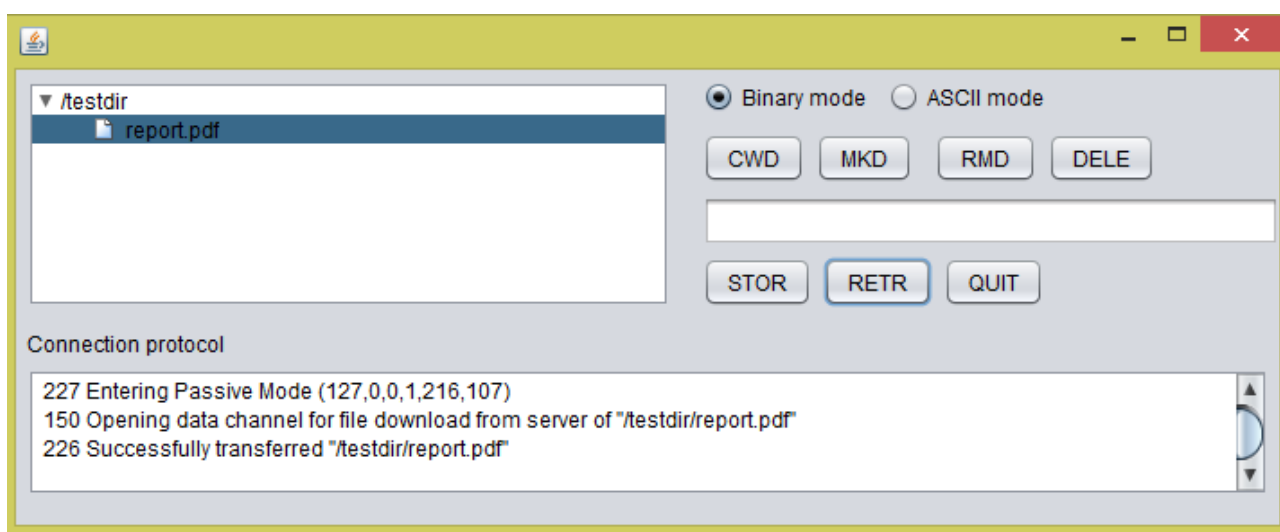 /testdir
report.pdf
Binary mode ASCII mode
CWD MKD RMD DELE
STOR RETR QUIT
Connection protocol
227 Entering Passive Mode (127,0,0,1,216,107)
150 Opening data channel for file download from server of "/testdir/report.pdf"
226 Successfully transferred "/testdir/report.pdf"